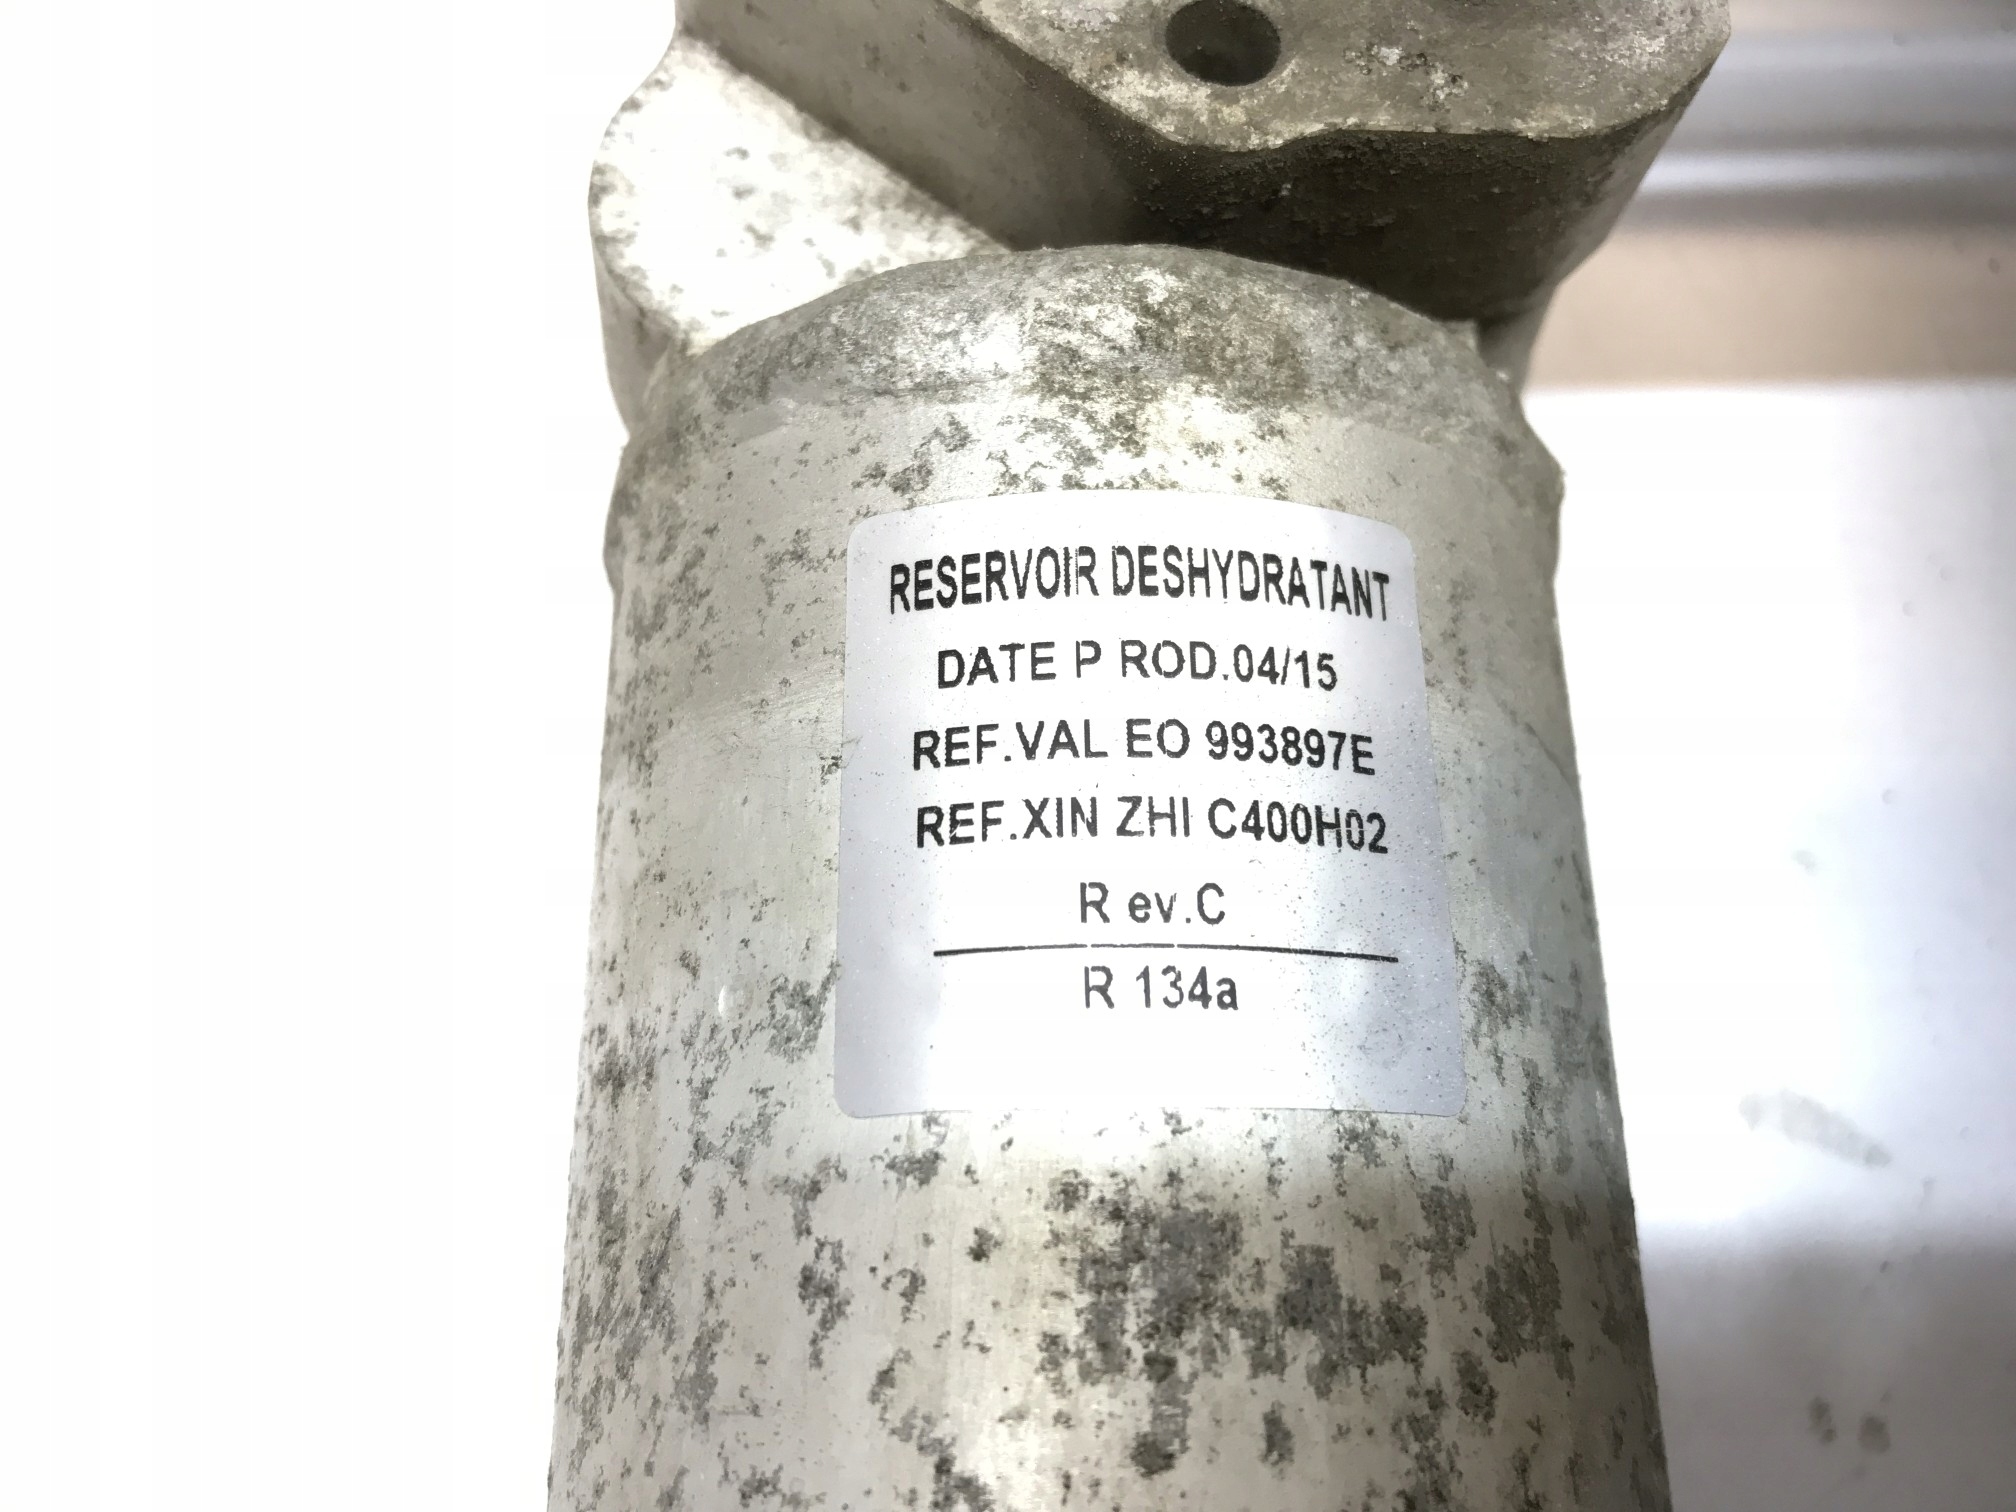 RESERVOIR DESHYDRATANT
DATE P ROD.04/15
REF.VAL EO 993897E
REF.XIN ZHI C400H02
R ev.C
R 134a